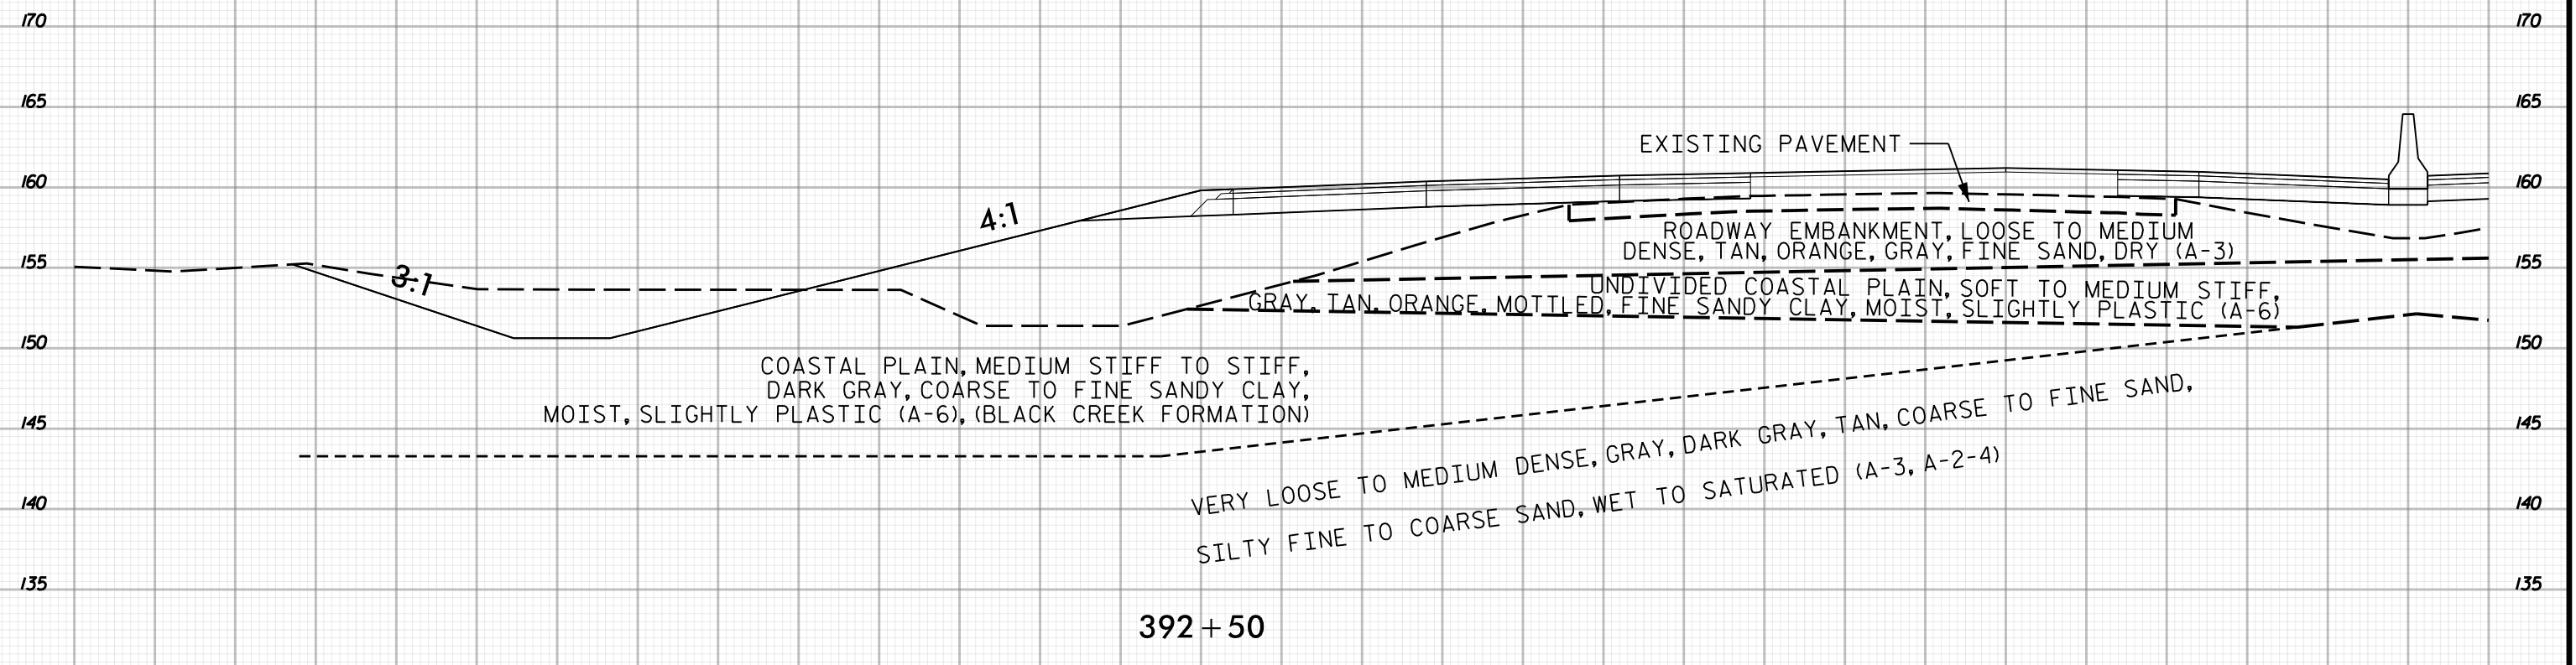 170 170
165 165
EXISTING PAVEMENT
160 160
4:1
ROADWAY EMBANKMENT, LOOSE TO MEDIUM
DENSE, TAN, ORANGE, GRAY, FINE SAND, DRY (A-3)
155 155
3:1
UNDIVIDED COASTAL PLAIN, SOFT TO MEDIUM STIFF,
GRAY, TAN, ORANGE, MOTTLED, FINE SANDY CLAY, MOIST, SLIGHTLY PLASTIC (A-6)
150 150
COASTAL PLAIN, MEDIUM STIFF TO STIFF,
DARK GRAY, COARSE TO FINE SANDY CLAY,
MOIST, SLIGHTLY PLASTIC (A-6), (BLACK CREEK FORMATION)
145 145
VERY LOOSE TO MEDIUM DENSE, GRAY, DARK GRAY, TAN, COARSE TO FINE SAND,
SILTY FINE TO COARSE SAND, WET TO SATURATED (A-3, A-2-4)
140 140
135 135
392+50